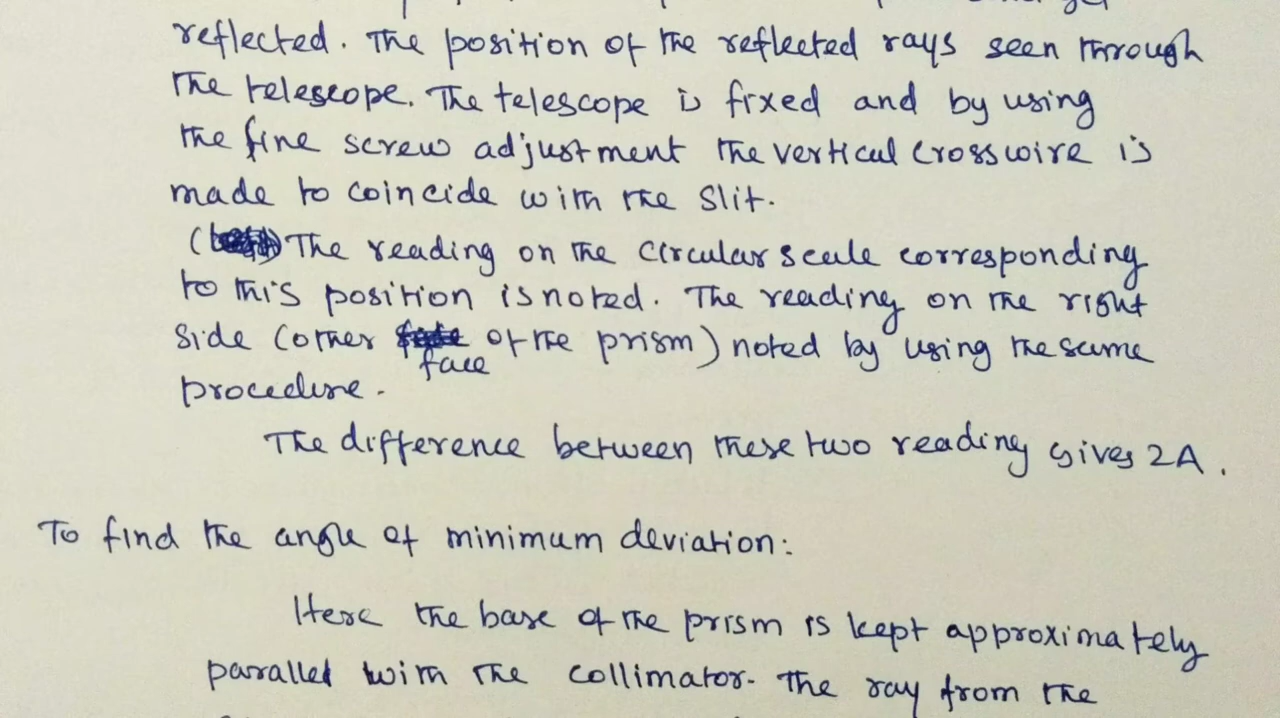 reflected. The position of the reflected rays seen through
the telescope. The telescope is fixed and by using
the fine screw adjustment the vertical crosswire is
made to coincide with the slit.
( The reading on the circular scale corresponding
to this position is noted. The reading on the right
side (other face of the prism) noted by using the same
procedure.
The difference between these two reading gives 2A.
To find the angle of minimum deviation:
Here the base of the prism is kept approximately
parallel with the collimator. The ray from the